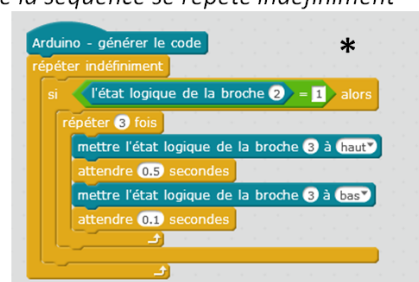 e la séquence se répète indéfiniment
Arduino - générer le code
*
répéter indéfiniment
si l'état logique de la broche 2 = 1 alors
répéter 3 fois
mettre l'état logique de la broche 3 à haut
attendre 0.5 secondes
mettre l'état logique de la broche 3 à bas
attendre 0.1 secondes